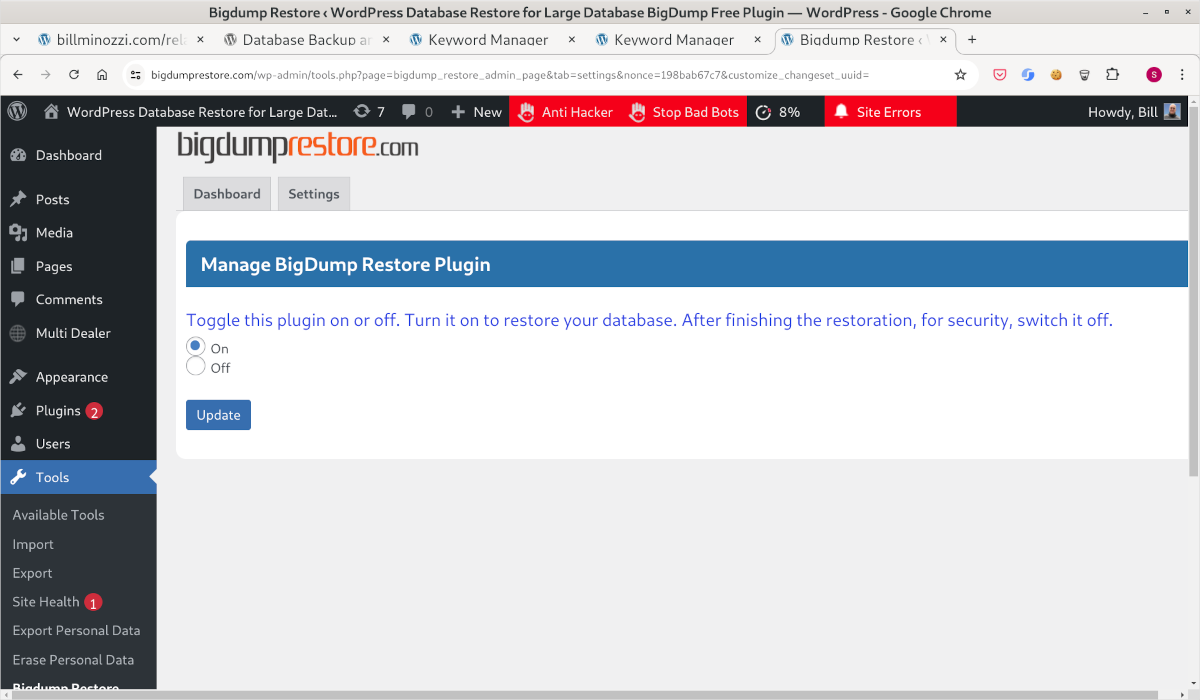 Bigdump Restore ‹ WordPress Database Restore for Large Database BigDump Free Plugin — WordPress - Google Chrome
billminozzi.com/rela Database Backup an Keyword Manager Keyword Manager Bigdump Restore ‹
bigdumprestore.com/wp-admin/tools.php?page=bigdump_restore_admin_page&tab=settings&nonce=198bab67c7&customize_changeset_uuid= S
WordPress Database Restore for Large Dat... 7 0 New Anti Hacker Stop Bad Bots 8% Site Errors Howdy, Bill
bigdumprestore.com
Dashboard Settings
Manage BigDump Restore Plugin
Toggle this plugin on or off. Turn it on to restore your database. After finishing the restoration, for security, switch it off.
On
Off
Update
Dashboard
Posts
Media
Pages
Comments
Multi Dealer
Appearance
Plugins 2
Users
Tools
Available Tools
Import
Export
Site Health 1
Export Personal Data
Erase Personal Data
Bigdump Restore